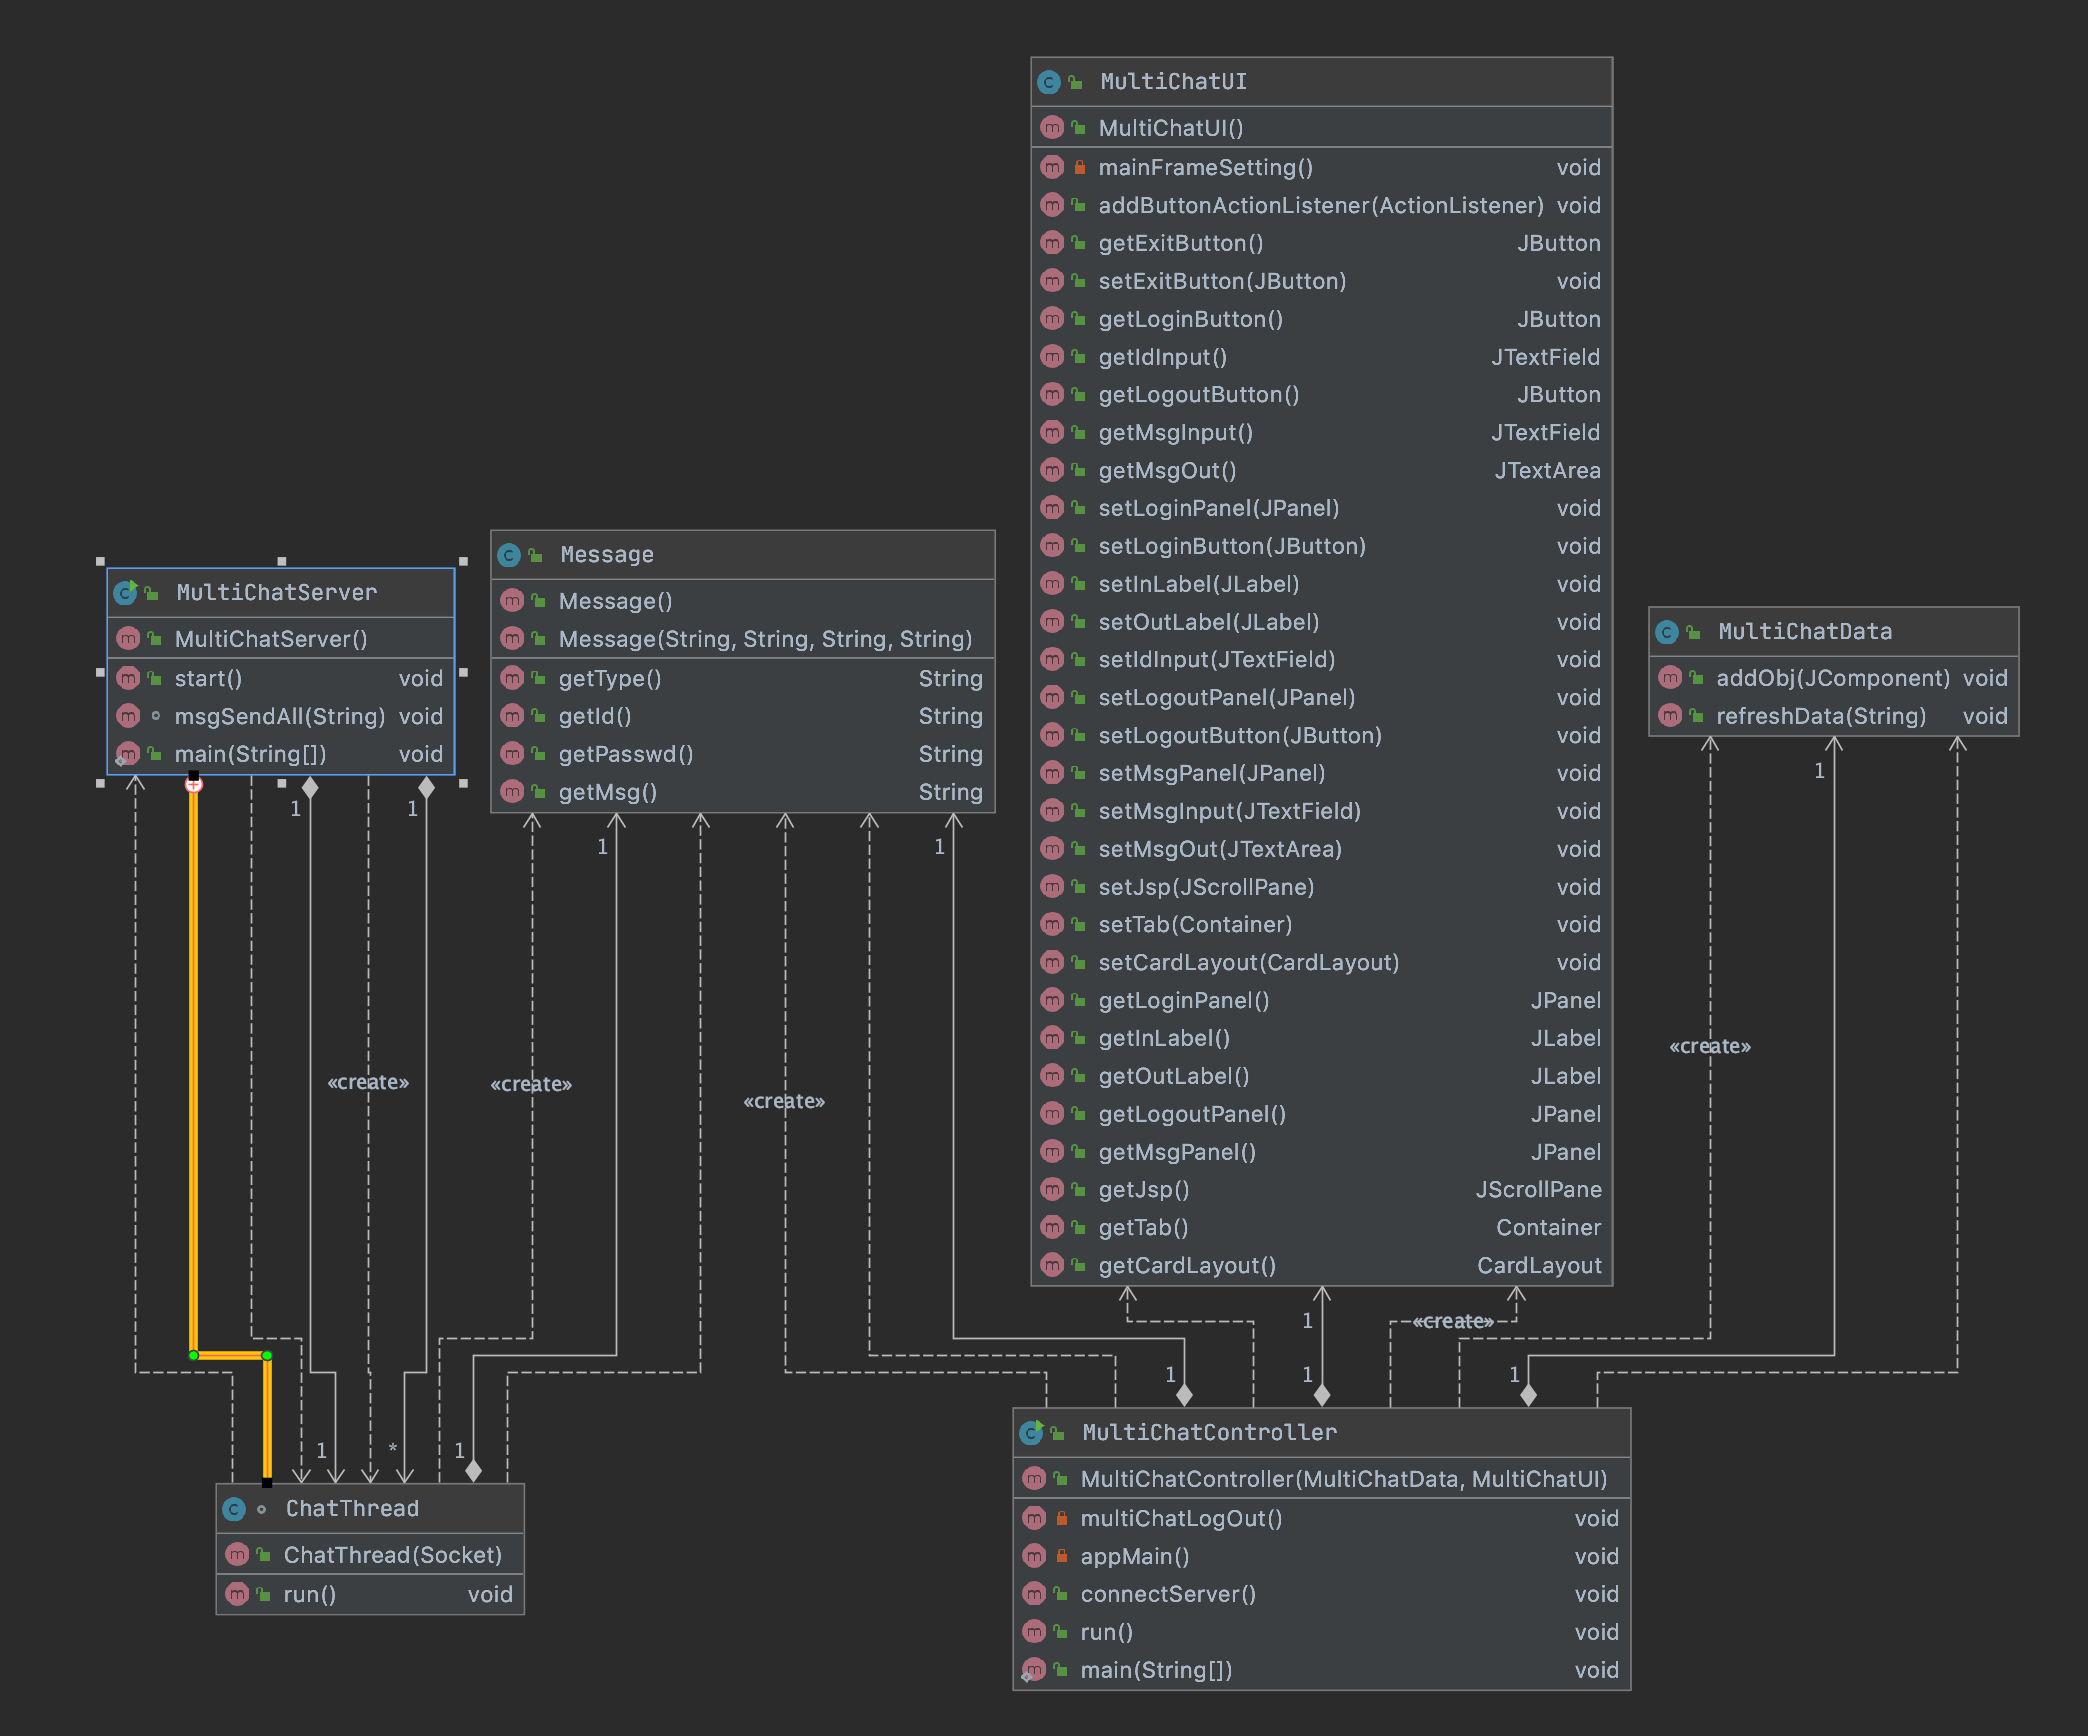 MultiChatUI
MultiChatUI()
mainFrameSetting() void
addButtonActionListener(ActionListener) void
getExitButton() JButton
setExitButton(JButton) void
getLoginButton() JButton
getIdInput() JTextField
getLogoutButton() JButton
getMsgInput() JTextField
getMsgOut() JTextArea
setLoginPanel(JPanel) void
setLoginButton(JButton) void
setInLabel(JLabel) void
setOutLabel(JLabel) void
setIdInput(JTextField) void
setLogoutPanel(JPanel) void
setLogoutButton(JButton) void
setMsgPanel(JPanel) void
setMsgInput(JTextField) void
setMsgOut(JTextArea) void
setJsp(JScrollPane) void
setTab(Container) void
setCardLayout(CardLayout) void
getLoginPanel() JPanel
getInLabel() JLabel
getOutLabel() JLabel
getLogoutPanel() JPanel
getMsgPanel() JPanel
getJsp() JScrollPane
getTab() Container
getCardLayout() CardLayout
MultiChatServer
MultiChatServer()
start() void
msgSendAll(String) void
main(String[]) void
Message
Message()
Message(String, String, String, String)
getType() String
getId() String
getPasswd() String
getMsg() String
MultiChatData
addObj(JComponent) void
refreshData(String) void
1
1
1
1
1
«create»
«create»
«create»
«create»
1
«create»
1
1
1
1
*
1
ChatThread
ChatThread(Socket)
run() void
MultiChatController
MultiChatController(MultiChatData, MultiChatUI)
multiChatLogOut() void
appMain() void
connectServer() void
run() void
main(String[]) void